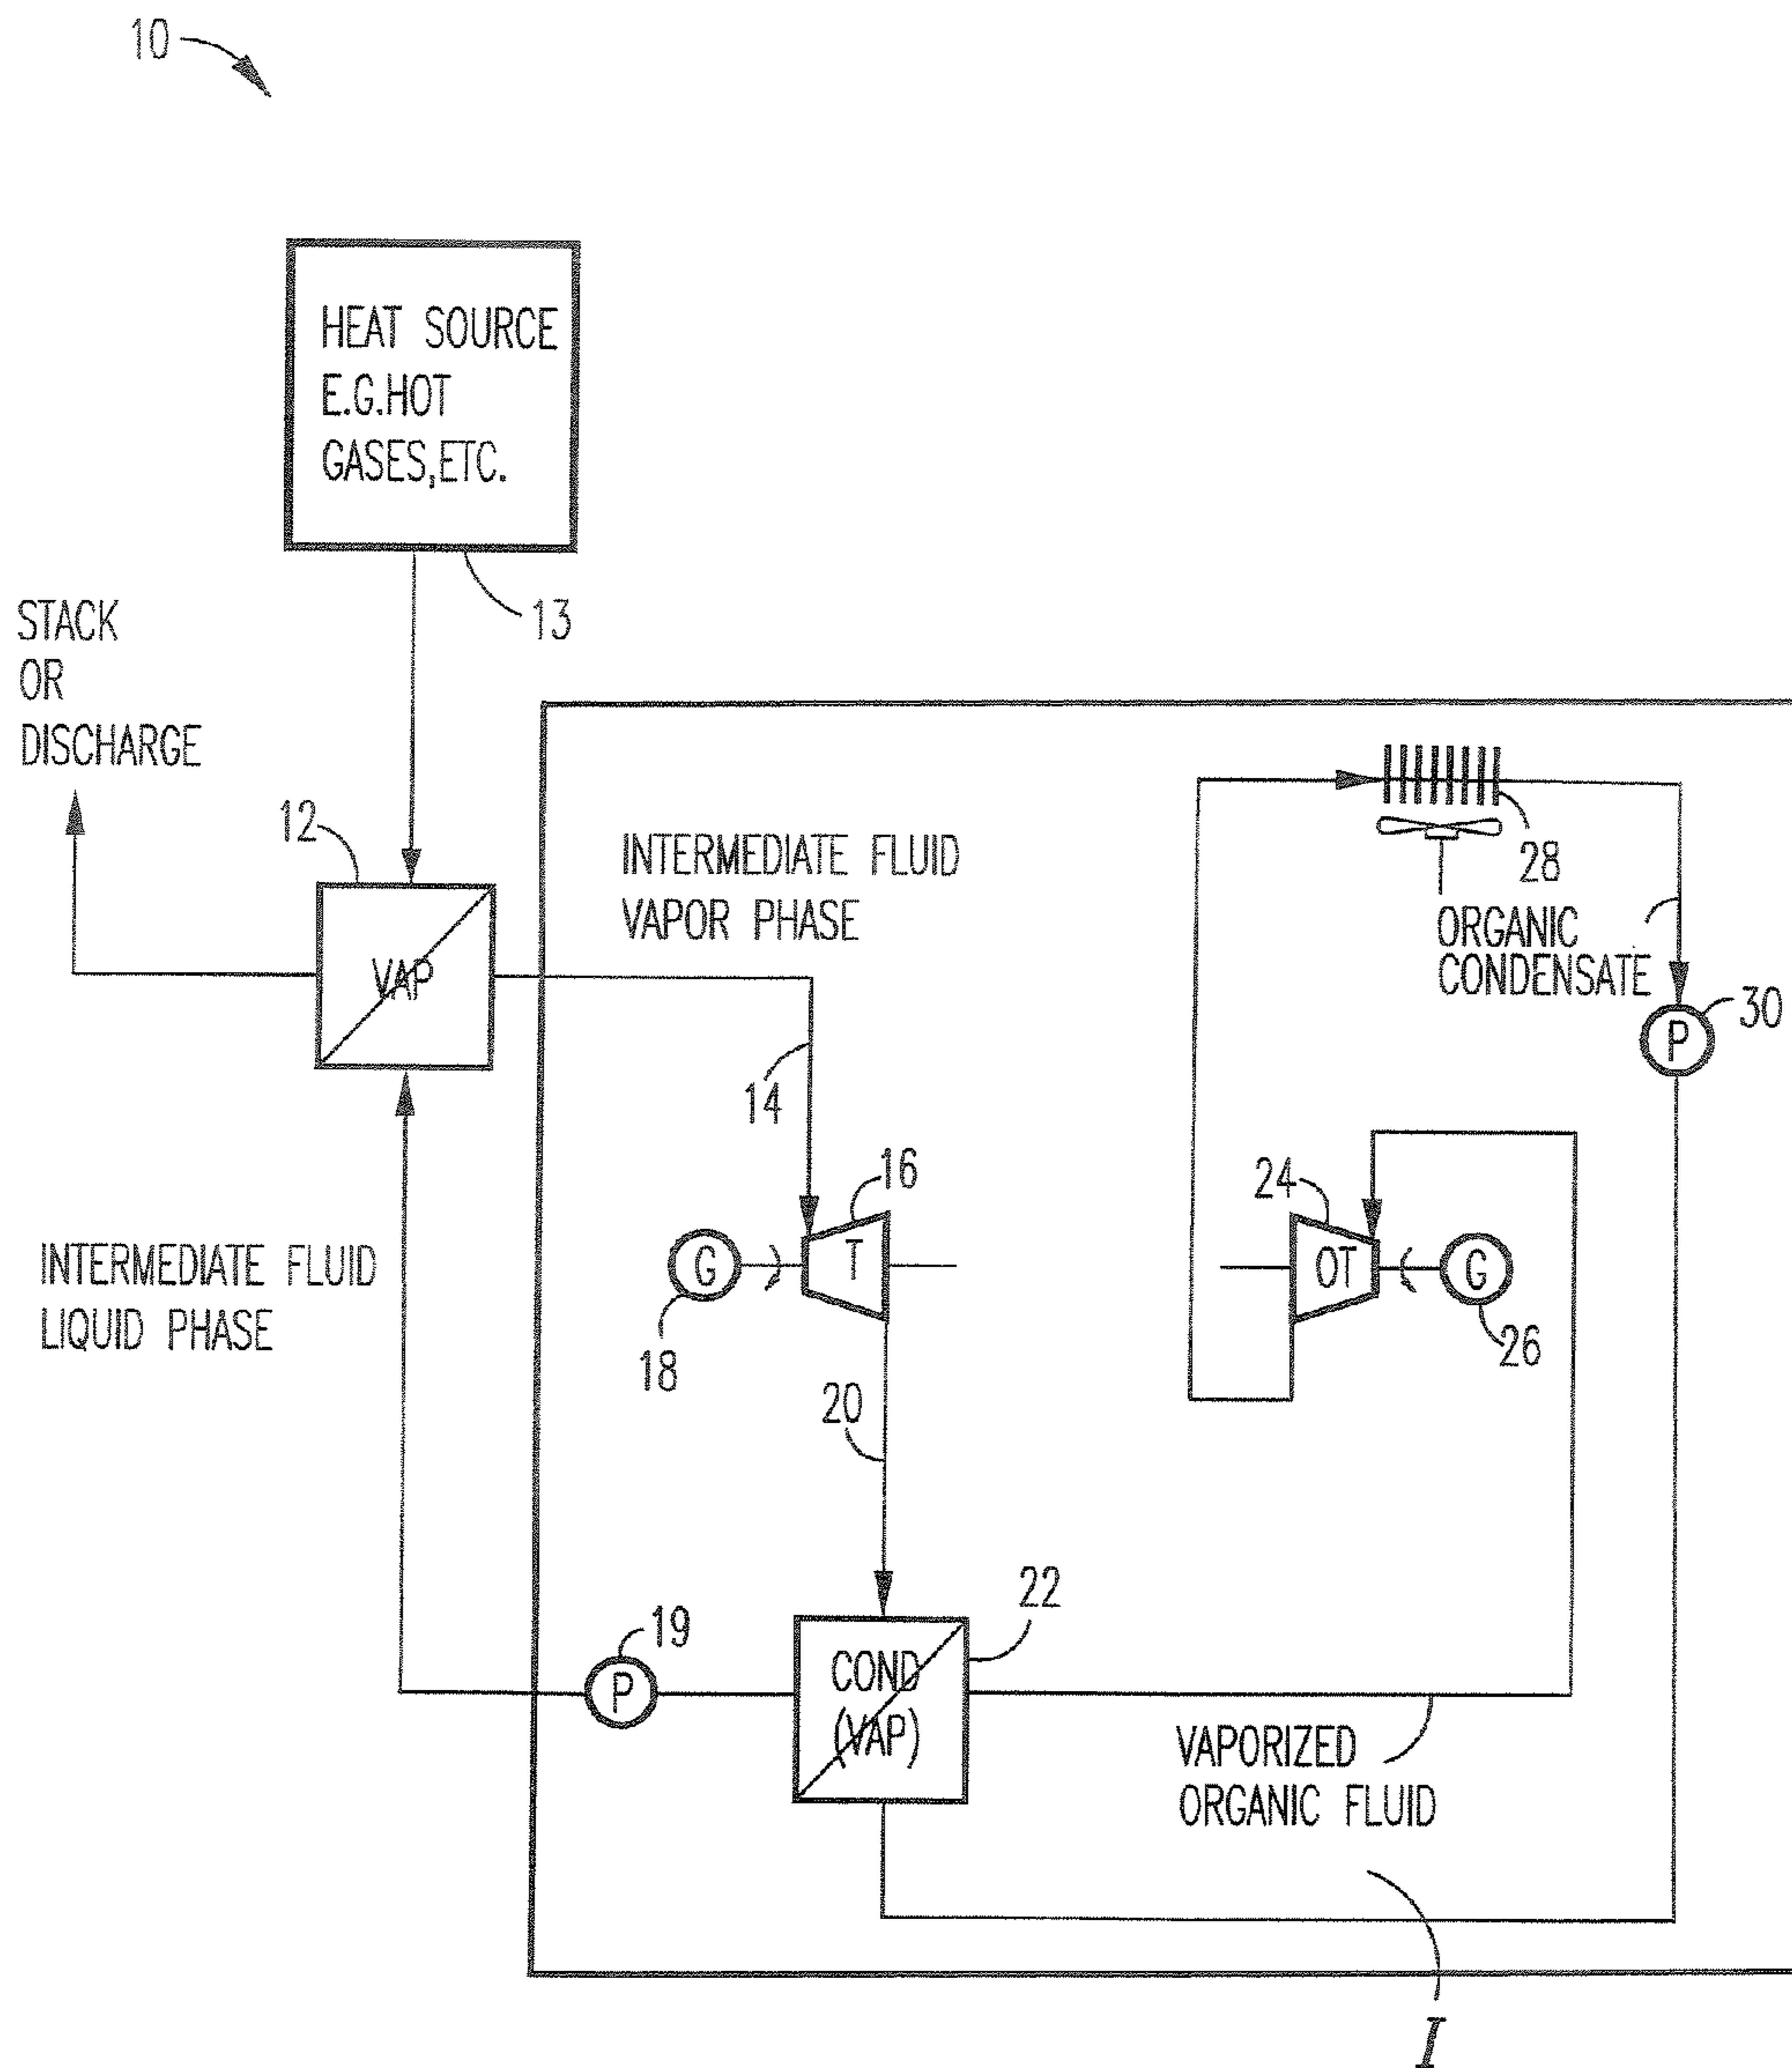 10
HEAT SOURCE
E.G.HOT
GASES,ETC.
13
STACK
OR
DISCHARGE
12
VAP
INTERMEDIATE FLUID
VAPOR PHASE
28
ORGANIC
CONDENSATE
30
P
14
16
24
G
T
OT
G
18
26
INTERMEDIATE FLUID
LIQUID PHASE
20
22
19
P
COND
(VAP)
VAPORIZED
ORGANIC FLUID
I